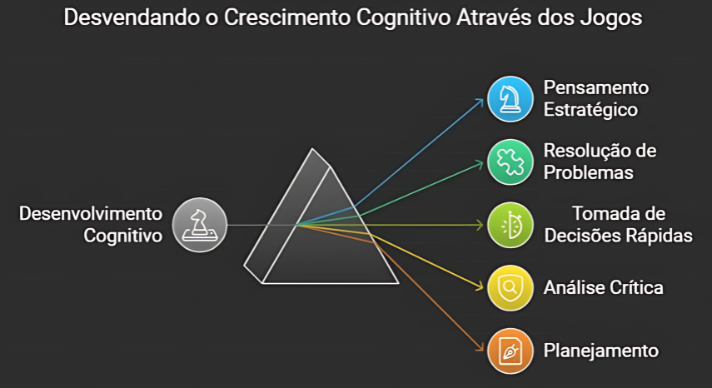 Desvendando o Crescimento Cognitivo Através dos Jogos
Desenvolvimento
Cognitivo
Pensamento
Estratégico
Resolução de
Problemas
Tomada de
Decisões Rápidas
Análise Crítica
Planejamento